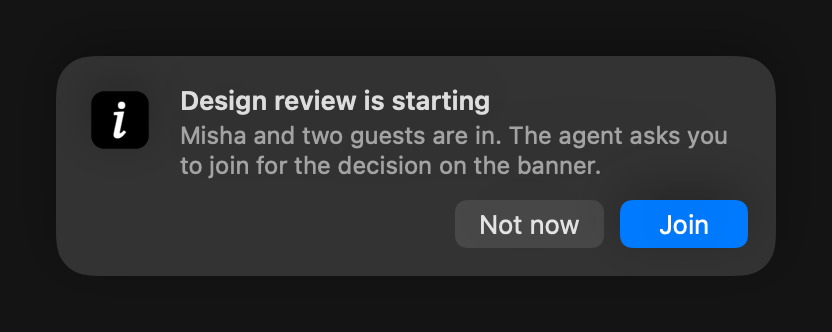 i
Design review is starting
Misha and two guests are in. The agent asks you
to join for the decision on the banner.
Not now
Join